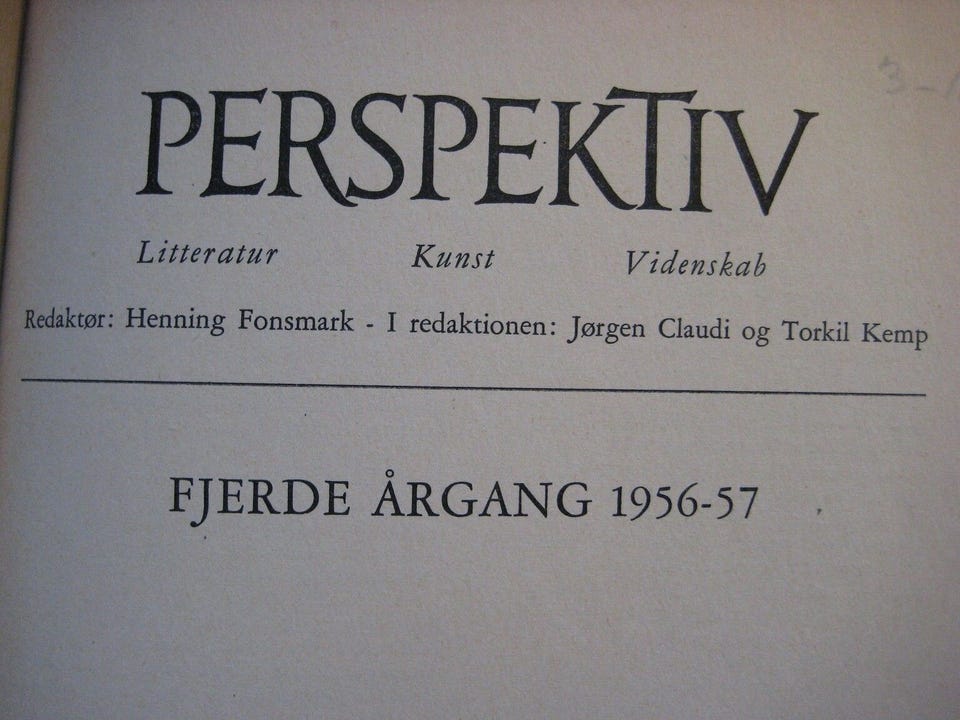 PERSPEKTIV
Litteratur Kunst Videnskab
Redaktør: Henning Fonsmark - I redaktionen: Jørgen Claudi og Torkil Kemp
FJERDE ÅRGANG 1956-57